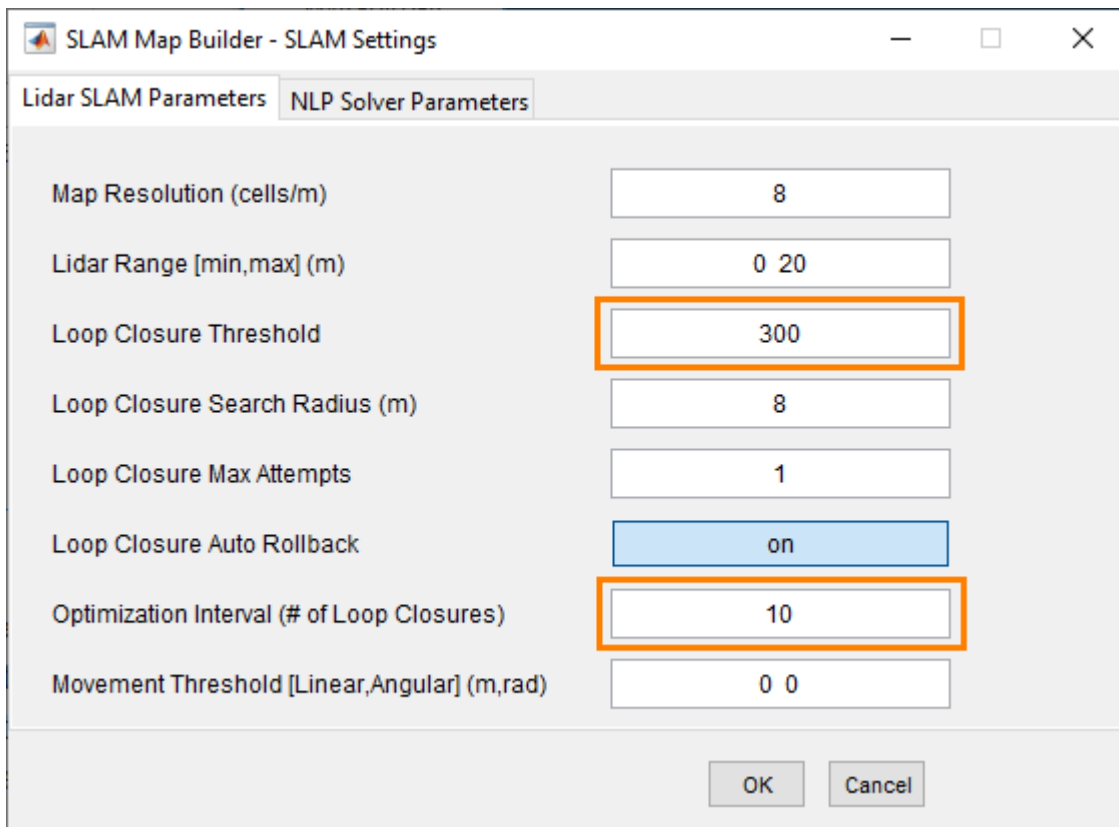 SLAM Map Builder - SLAM Settings
Lidar SLAM Parameters NLP Solver Parameters
Map Resolution (cells/m) 8
Lidar Range [min,max] (m) 0 20
Loop Closure Threshold 300
Loop Closure Search Radius (m) 8
Loop Closure Max Attempts 1
Loop Closure Auto Rollback on
Optimization Interval (# of Loop Closures) 10
Movement Threshold [Linear,Angular] (m,rad) 0 0
OK Cancel